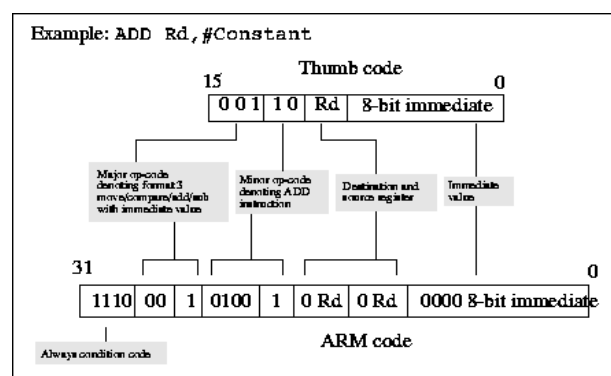 Example: ADD Rd,#Constant
Thumb code
15 0
0 0 1 1 0 Rd 8-bit immediate
Major op-code
denoting format 3
move/compare/add/sub
with immediate value
Minor op-code
denoting ADD
instruction
Destination and
source register
Immediate
value
31 0
1110 00 1 0100 1 0 Rd 0 Rd 0000 8-bit immediate
Always condition code
ARM code